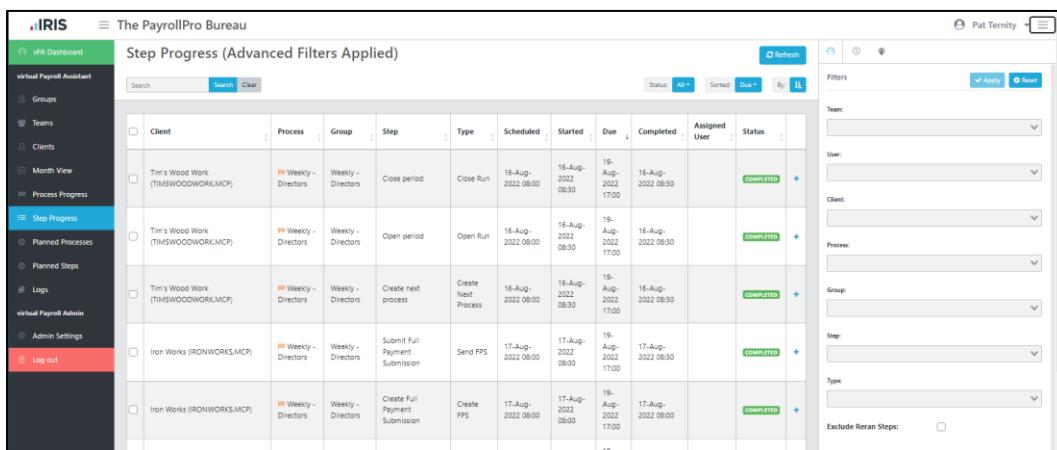 IRIS
The PayrollPro Bureau
Pat Ternity
vPA Dashboard
virtual Payroll Assistant
Groups
Teams
Clients
Month View
Process Progress
Step Progress
Planned Processes
Planned Steps
Logs
virtual Payroll Admin
Admin Settings
Log out
Step Progress (Advanced Filters Applied)
Refresh
Search Search Clear
Status: All Sorted: Due By:
Client Process Group Step Type Scheduled Started Due Completed Assigned User Status
Tim's Wood Work (TIMSWOODWORK.MCP) Weekly - Directors Weekly - Directors Close period Close Run 16-Aug-2022 08:00 16-Aug-2022 08:30 19-Aug-2022 17:00 16-Aug-2022 08:30 COMPLETED +
Tim's Wood Work (TIMSWOODWORK.MCP) Weekly - Directors Weekly - Directors Open period Open Run 16-Aug-2022 08:00 16-Aug-2022 08:30 19-Aug-2022 17:00 16-Aug-2022 08:30 COMPLETED +
Tim's Wood Work (TIMSWOODWORK.MCP) Weekly - Directors Weekly - Directors Create next process Create Next Process 16-Aug-2022 08:00 16-Aug-2022 08:30 19-Aug-2022 17:00 16-Aug-2022 08:30 COMPLETED +
Iron Works (IRONWORKS.MCP) Weekly - Directors Weekly - Directors Submit Full Payment Submission Send FPS 17-Aug-2022 08:00 17-Aug-2022 08:00 19-Aug-2022 17:00 17-Aug-2022 08:30 COMPLETED +
Iron Works (IRONWORKS.MCP) Weekly - Directors Weekly - Directors Create Full Payment Submission Create FPS 17-Aug-2022 08:00 17-Aug-2022 08:00 19-Aug-2022 17:00 17-Aug-2022 08:00 COMPLETED +
Filters
Apply Reset
Team:
User:
Client:
Process:
Group:
Step:
Type:
Exclude Reran Steps: